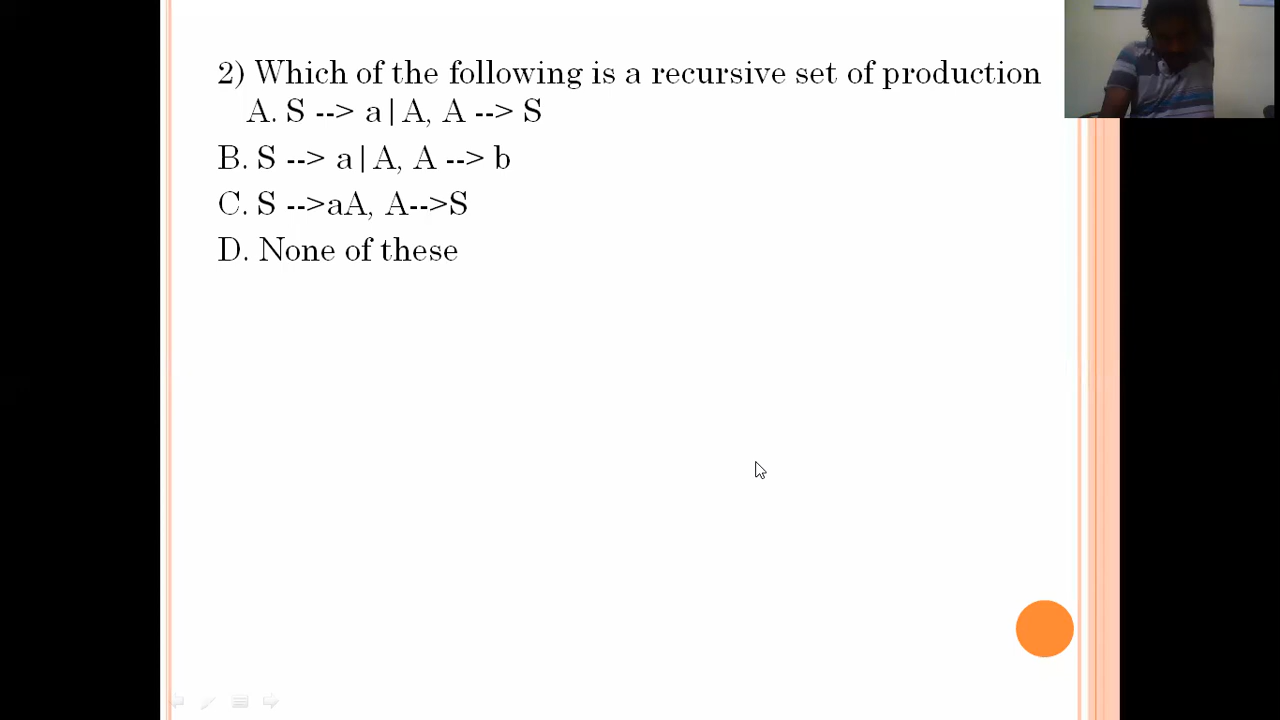 2) Which of the following is a recursive set of production
A. S --> a|A, A --> S
B. S --> a|A, A --> b
C. S -->aA, A-->S
D. None of these